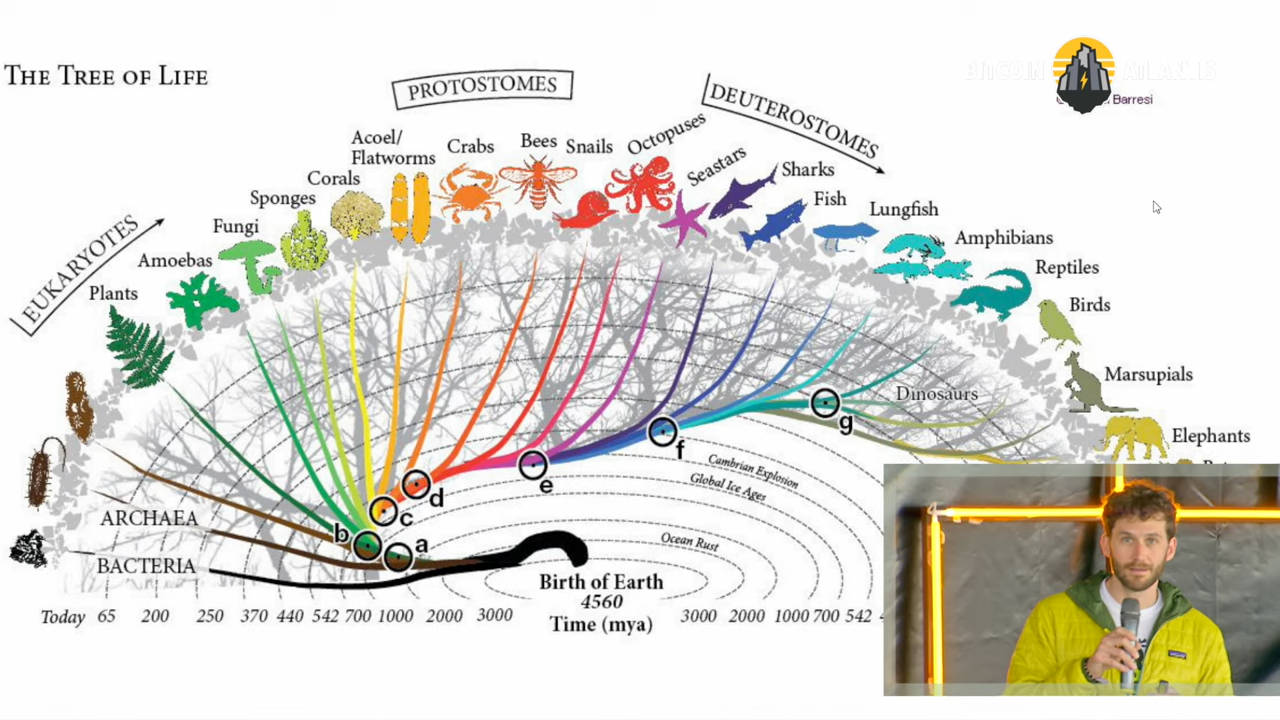 THE TREE OF LIFE
PROTOSTOMES
DEUTEROSTOMES
EUKARYOTES
BITCOIN ATLANTIS
Barresi
Plants
Amoebas
Fungi
Sponges
Corals
Acoel/
Flatworms
Crabs
Bees
Snails
Octopuses
Seastars
Sharks
Fish
Lungfish
Amphibians
Reptiles
Birds
Marsupials
Elephants
Dinosaurs
g
f
e
d
c
b
a
Cambrian Explosion
Global Ice Ages
Ocean Rust
ARCHAEA
BACTERIA
Birth of Earth
4560
Time (mya)
Today 65 200 250 370 440 542 700 1000 2000 3000
3000 2000 1000 700 542
patagonia